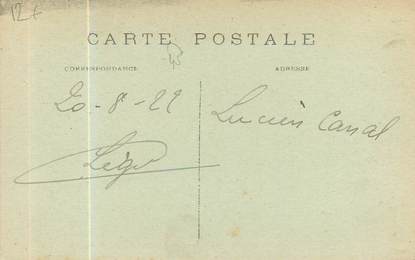 12
CARTE POSTALE
CORRESPONDANCE
ADRESSE
20-8-22
Lucien Canal